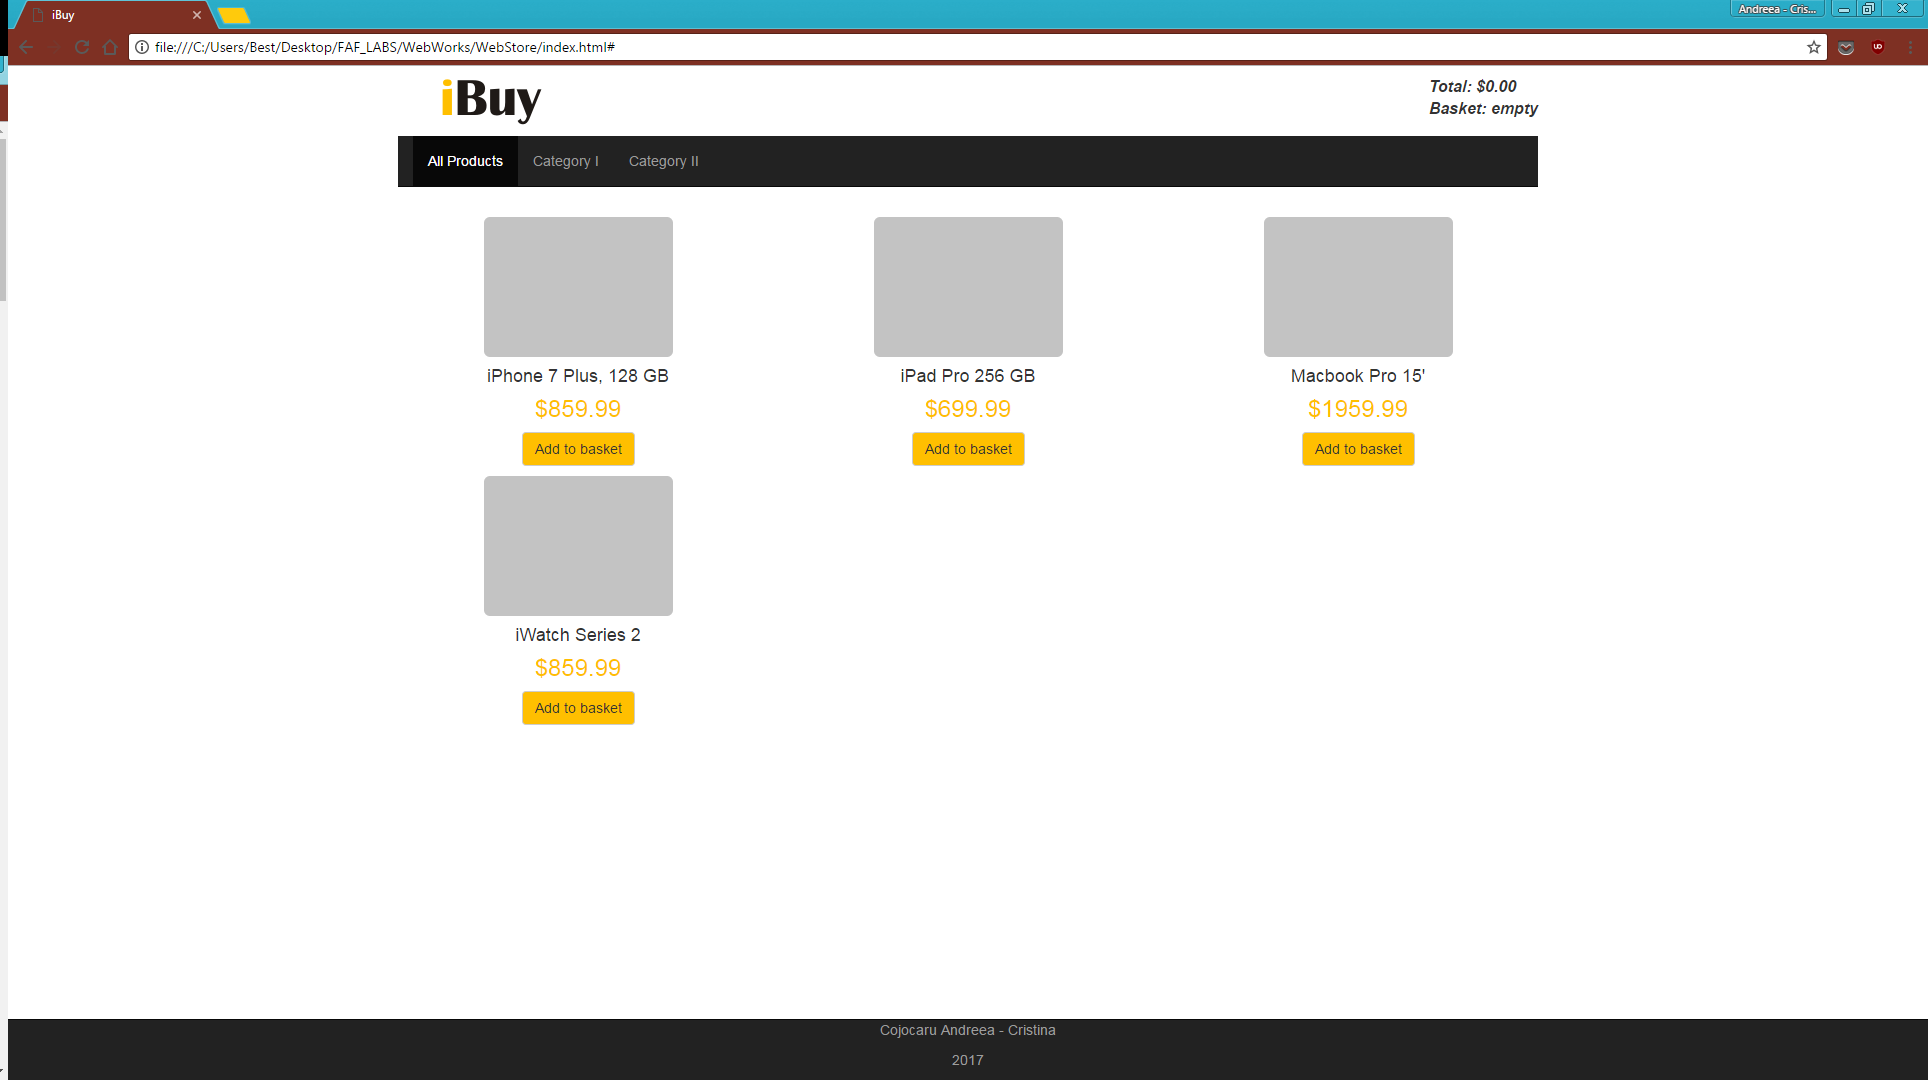 iBuy
Andreea - Cris...
file:///C:/Users/Best/Desktop/FAF_LABS/WebWorks/WebStore/index.html#
iBuy
Total: $0.00
Basket: empty
All Products Category I Category II
iPhone 7 Plus, 128 GB iPad Pro 256 GB Macbook Pro 15'
$859.99 $699.99 $1959.99
Add to basket Add to basket Add to basket
iWatch Series 2
$859.99
Add to basket
Cojocaru Andreea - Cristina
2017